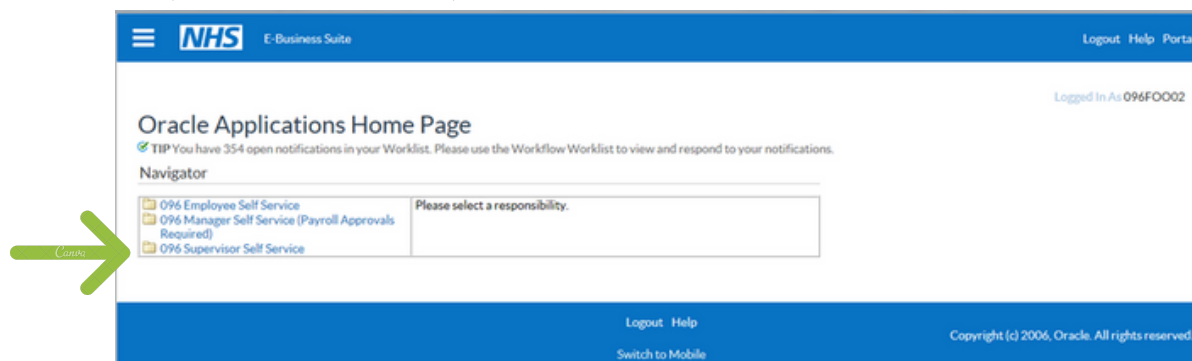 NHS E-Business Suite Logout Help Porta
Logged In As 096FOO02
Oracle Applications Home Page
TIP You have 354 open notifications in your Worklist. Please use the Workflow Worklist to view and respond to your notifications.
Navigator
096 Employee Self Service
096 Manager Self Service (Payroll Approvals
Required)
096 Supervisor Self Service
Please select a responsibility.
Canva
Logout Help
Copyright (c) 2006, Oracle. All rights reserved.
Switch to Mobile